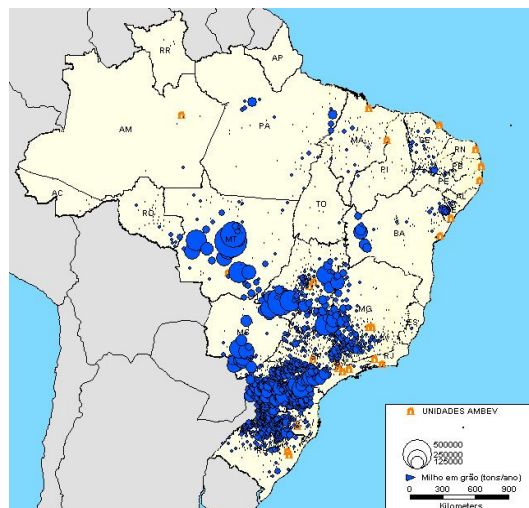 RR
AP
AM
PA
MA
CE
RN
PB
PE
PI
AC
TO
RO
BA
MT
MG
ES
MS
RJ
UNIDADES AMBEV
500000
250000
125000
Milho em grão (tons/ano)
0 300 600 900
Kilometers